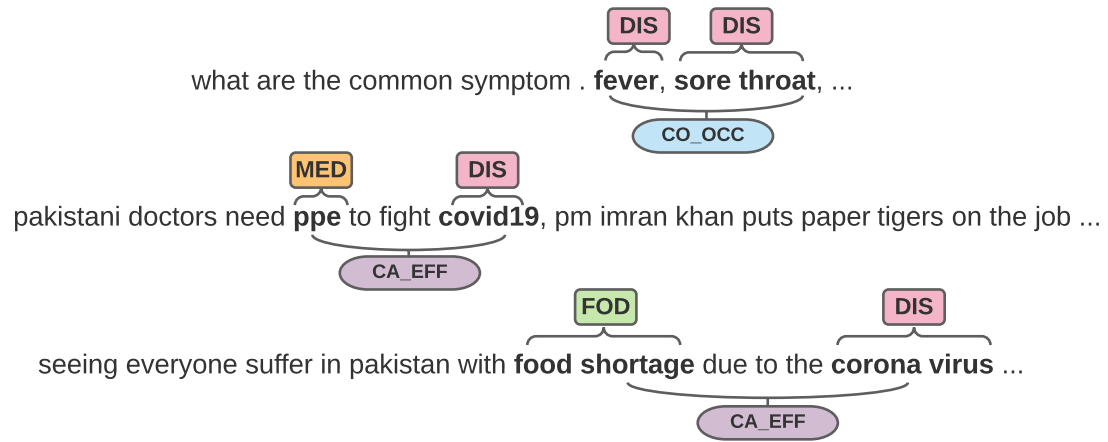 DIS DIS
what are the common symptom . fever, sore throat, ...
CO_OCC
MED DIS
pakistani doctors need ppe to fight covid19, pm imran khan puts paper tigers on the job ...
CA_EFF
FOD DIS
seeing everyone suffer in pakistan with food shortage due to the corona virus ...
CA_EFF